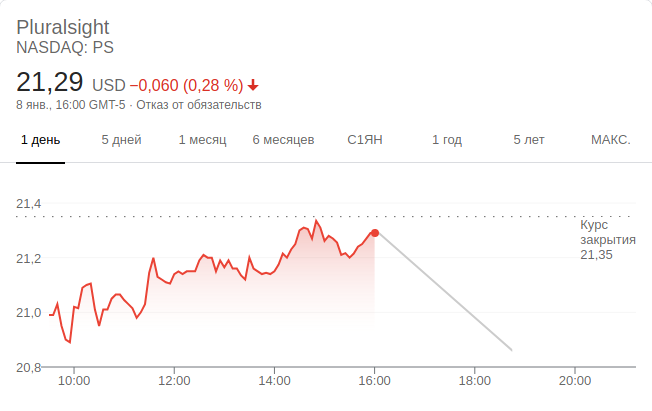 Pluralsight
NASDAQ: PS
21,29 USD −0,060 (0,28 %)
8 янв., 16:00 GMT-5 · Отказ от обязательств
1 день 5 дней 1 месяц 6 месяцев С1ЯН 1 год 5 лет МАКС.
21,4
Курс
закрытия
21,35
21,2
21,0
20,8
10:00 12:00 14:00 16:00 18:00 20:00